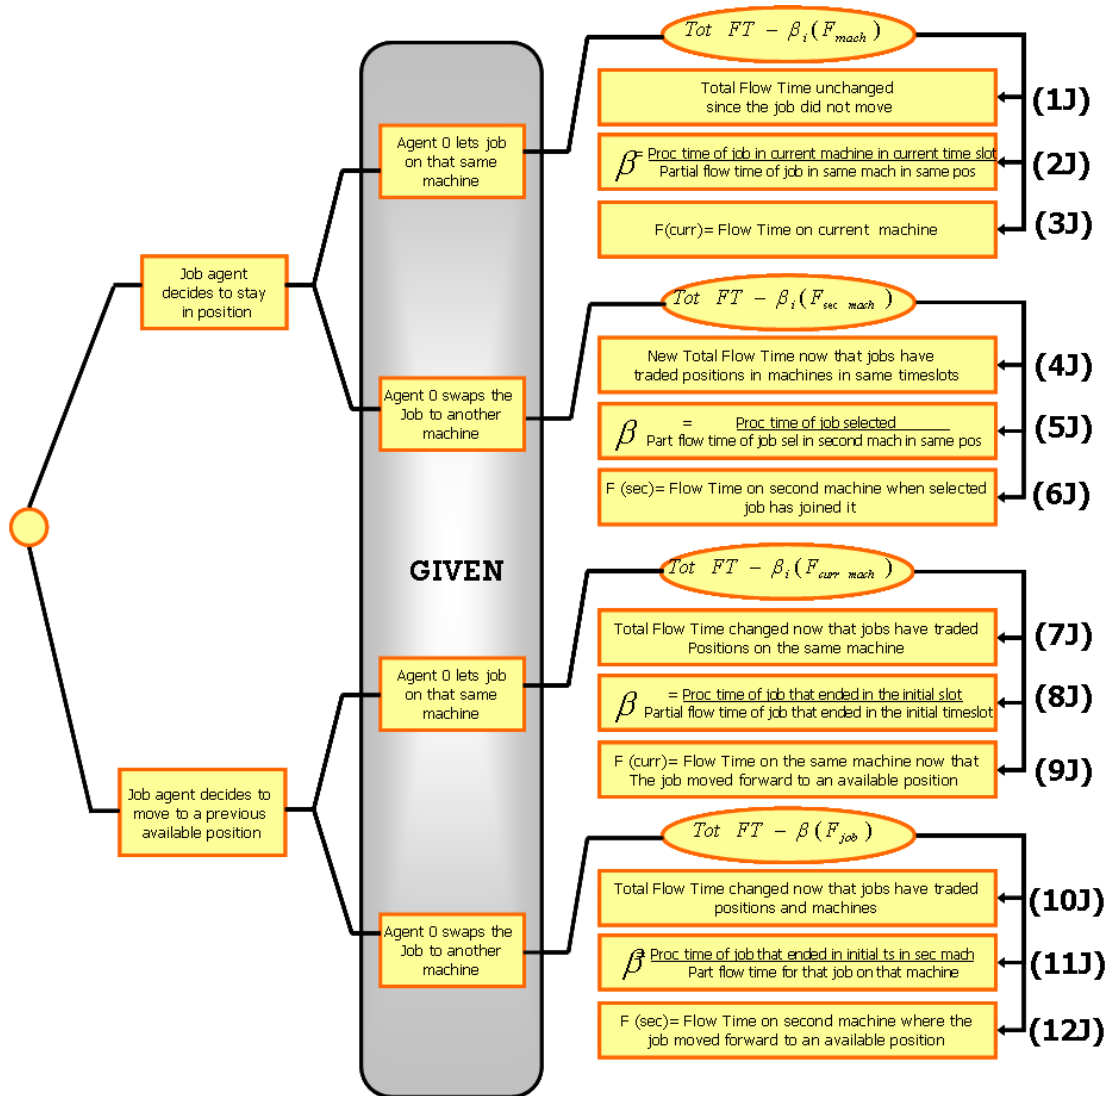 Job agent
decides to stay
in position
Job agent decides to
move to a previous
available position
GIVEN
Agent 0 lets job
on that same
machine
Tot FT - β i ( F mach )
Total Flow Time unchanged
since the job did not move
(1J)
β = Proc time of job in current machine in current time slot
Partial flow time of job in same mach in same pos
(2J)
F(curr)= Flow Time on current machine
(3J)
Agent 0 swaps the
Job to another
machine
Tot FT - β i ( F sec mach )
New Total Flow Time now that jobs have
traded positions in machines in same timeslots
(4J)
β = Proc time of job selected
Part flow time of job sel in second mach in same pos
(5J)
F (sec)= Flow Time on second machine when selected
job has joined it
(6J)
Agent 0 lets job
on that same
machine
Tot FT - β i ( F curr mach )
Total Flow Time changed now that jobs have traded
Positions on the same machine
(7J)
β = Proc time of job that ended in the initial slot
Partial flow time of job that ended in the initial timeslot
(8J)
F (curr)= Flow Time on the same machine now that
The job moved forward to an available position
(9J)
Agent 0 swaps the
Job to another
machine
Tot FT - β ( F job )
Total Flow Time changed now that jobs have traded
positions and machines
(10J)
β = Proc time of job that ended in initial ts in sec mach
Part flow time for that job on that machine
(11J)
F (sec)= Flow Time on second machine where the
job moved forward to an available position
(12J)